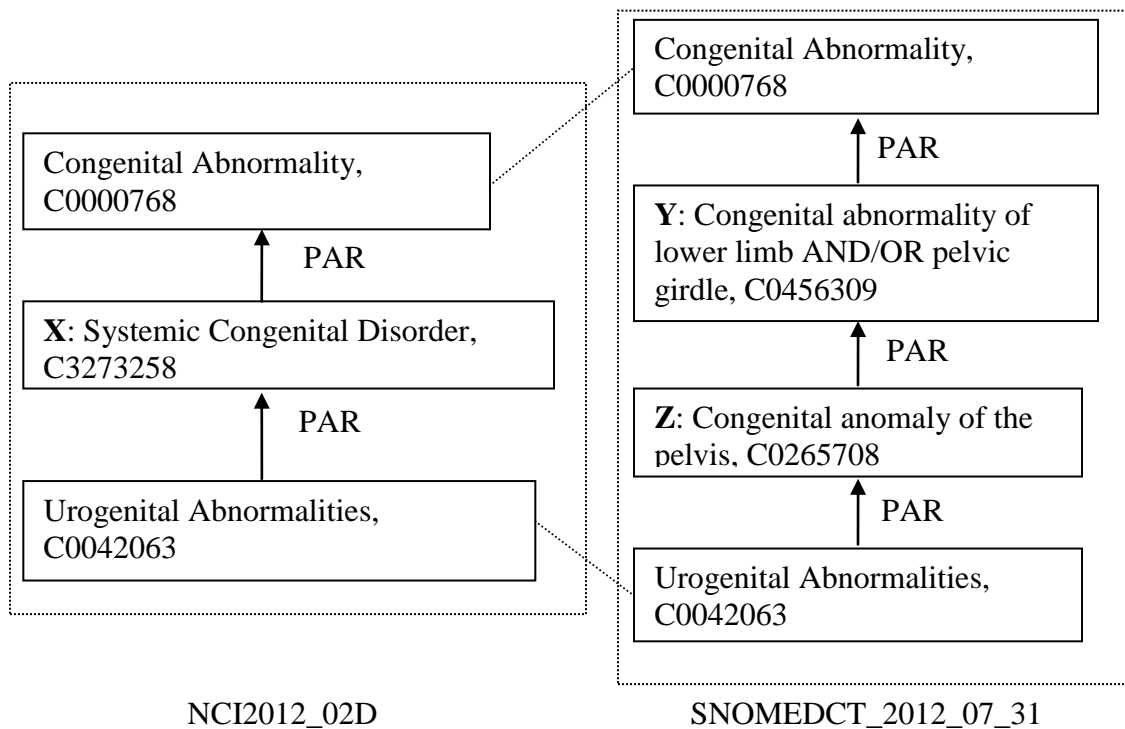 Congenital Abnormality,
C0000768
PAR
X: Systemic Congenital Disorder,
C3273258
PAR
Urogenital Abnormalities,
C0042063
NCI2012_02D
Congenital Abnormality,
C0000768
PAR
Y: Congenital abnormality of
lower limb AND/OR pelvic
girdle, C0456309
PAR
Z: Congenital anomaly of the
pelvis, C0265708
PAR
Urogenital Abnormalities,
C0042063
SNOMEDCT_2012_07_31